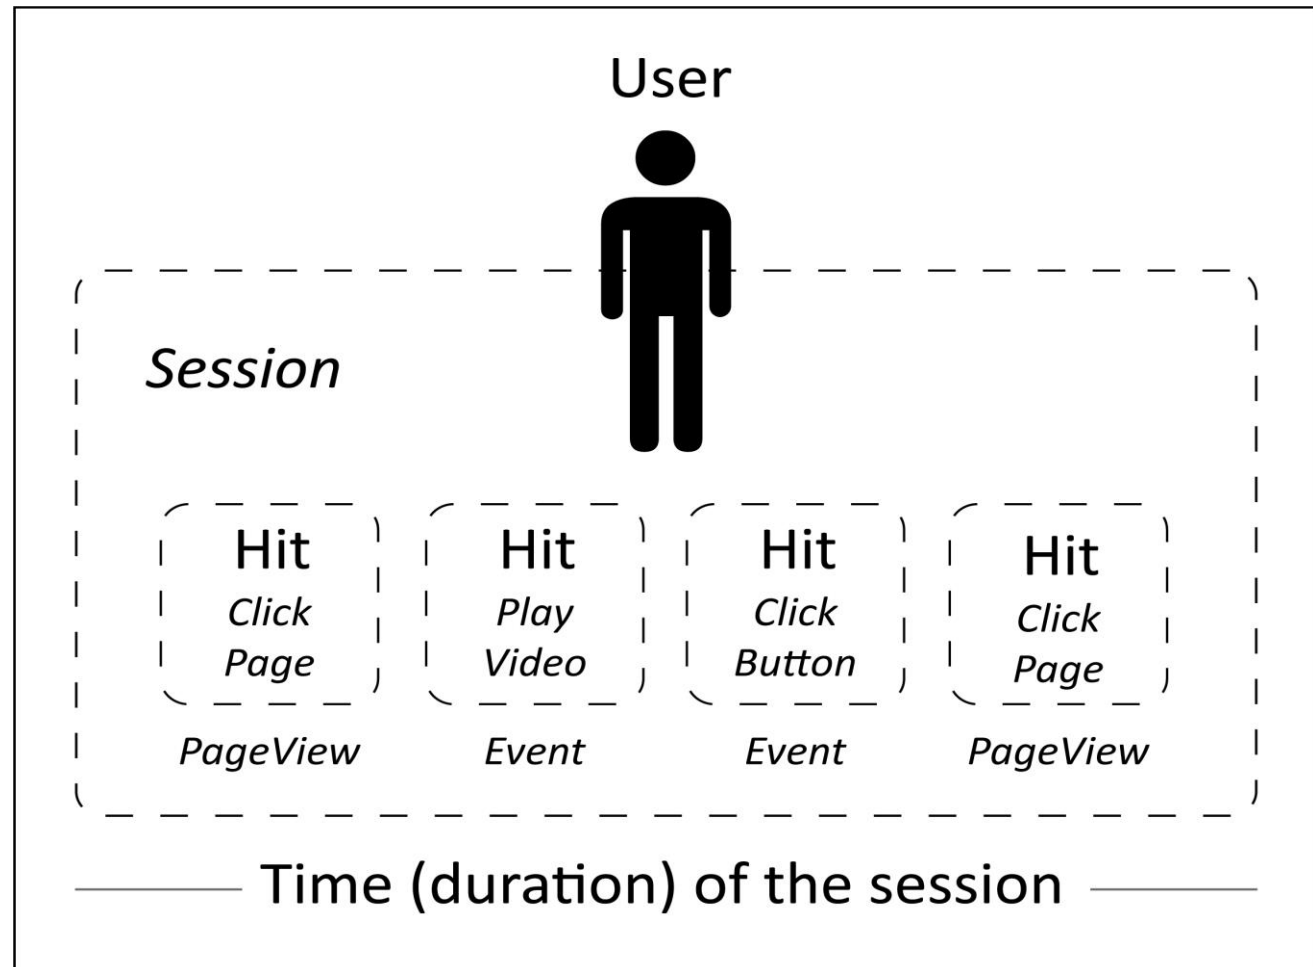 User
Session
Hit
Click
Page
PageView
Hit
Play
Video
Event
Hit
Click
Button
Event
Hit
Click
Page
PageView
Time (duration) of the session